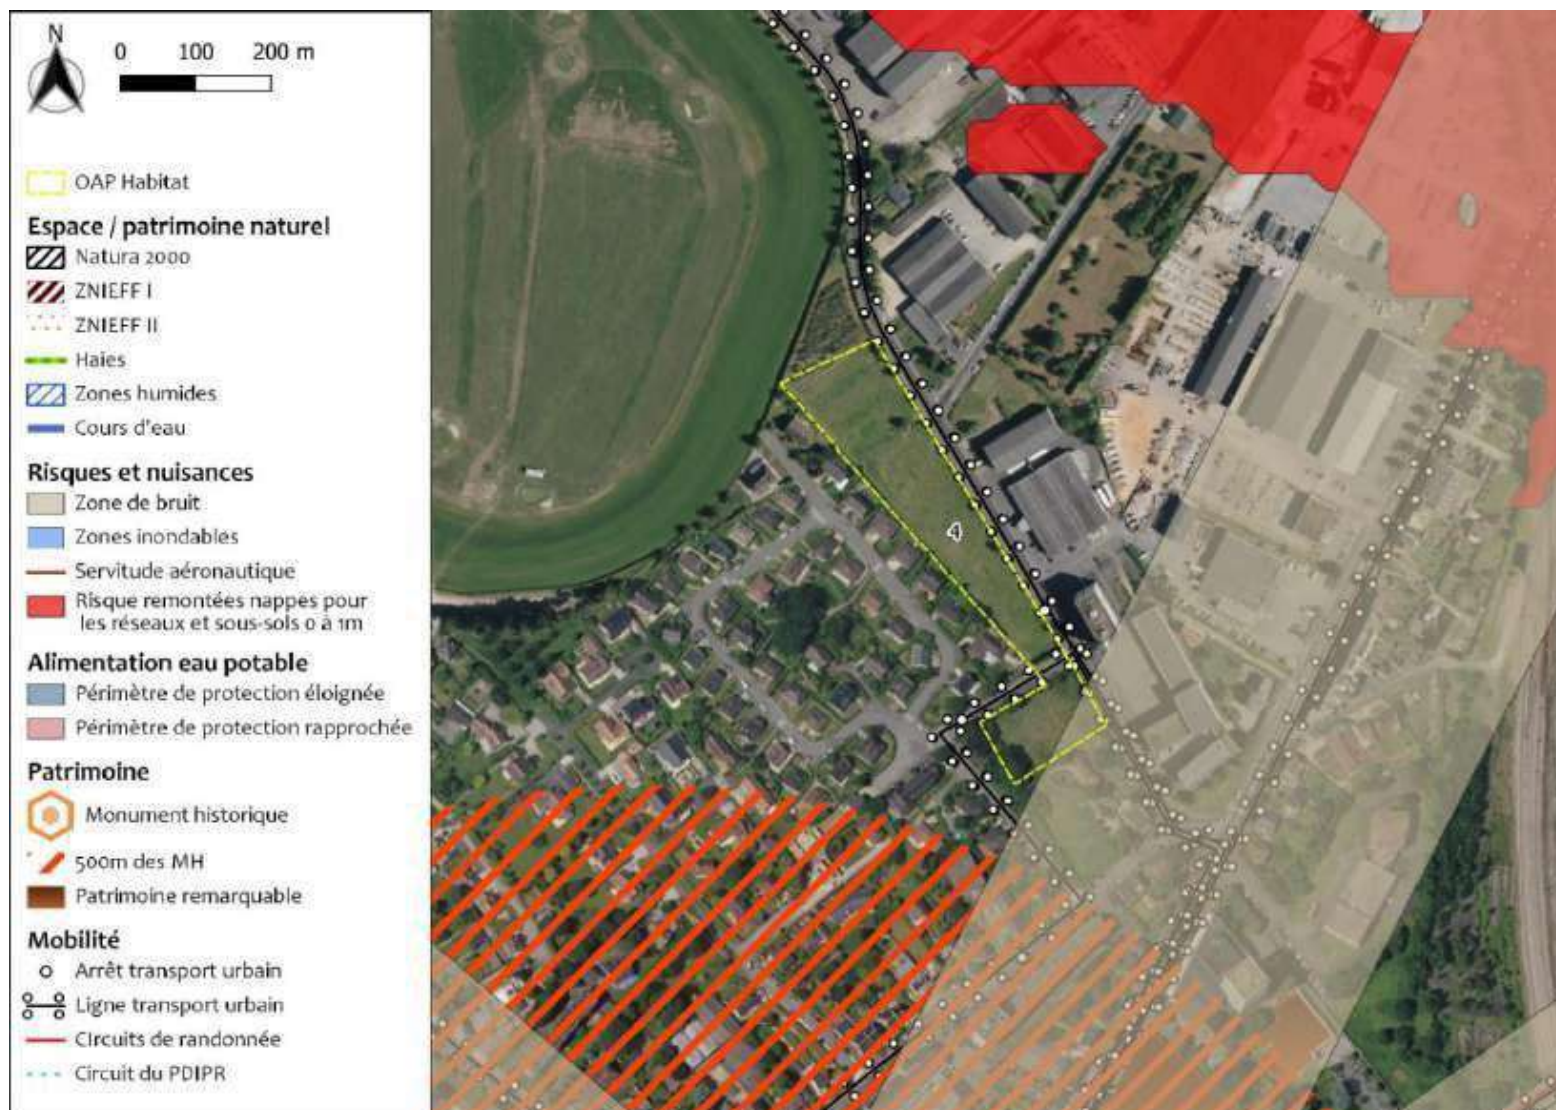 N
0 100 200 m
OAP Habitat
Espace / patrimoine naturel
Natura 2000
ZNIEFF I
ZNIEFF II
Haies
Zones humides
Cours d'eau
Risques et nuisances
Zone de bruit
Zones inondables
Servitude aéronautique
Risque remontées nappes pour
les réseaux et sous-sols 0 à 1m
Alimentation eau potable
Périmètre de protection éloignée
Périmètre de protection rapprochée
Patrimoine
Monument historique
500m des MH
Patrimoine remarquable
Mobilité
Arrêt transport urbain
Ligne transport urbain
Circuits de randonnée
Circuit du PDIPR
4